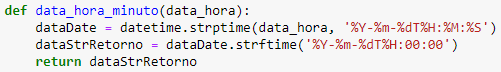 def data_hora_minuto(data_hora):
    dataDate = datetime.strptime(data_hora, '%Y-%m-%dT%H:%M:%S')
    dataStrRetorno = dataDate.strftime('%Y-%m-%dT%H:00:00')
    return dataStrRetorno